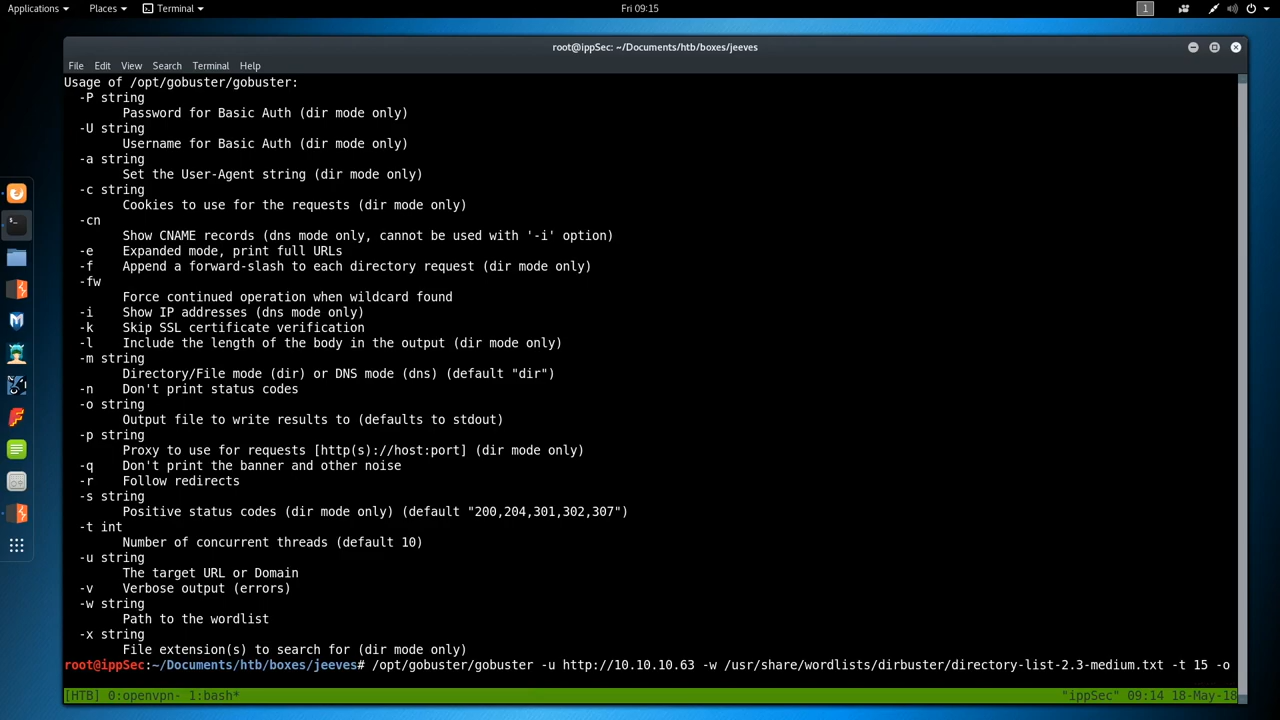 Applications Places Terminal Fri 09:15 1
root@ippSec: ~/Documents/htb/boxes/jeeves
File Edit View Search Terminal Help
Usage of /opt/gobuster/gobuster:
-P string
Password for Basic Auth (dir mode only)
-U string
Username for Basic Auth (dir mode only)
-a string
Set the User-Agent string (dir mode only)
-c string
Cookies to use for the requests (dir mode only)
-cn
Show CNAME records (dns mode only, cannot be used with '-i' option)
-e Expanded mode, print full URLs
-f Append a forward-slash to each directory request (dir mode only)
-fw
Force continued operation when wildcard found
-i Show IP addresses (dns mode only)
-k Skip SSL certificate verification
-l Include the length of the body in the output (dir mode only)
-m string
Directory/File mode (dir) or DNS mode (dns) (default "dir")
-n Don't print status codes
-o string
Output file to write results to (defaults to stdout)
-p string
Proxy to use for requests [http(s)://host:port] (dir mode only)
-q Don't print the banner and other noise
-r Follow redirects
-s string
Positive status codes (dir mode only) (default "200,204,301,302,307")
-t int
Number of concurrent threads (default 10)
-u string
The target URL or Domain
-v Verbose output (errors)
-w string
Path to the wordlist
-x string
File extension(s) to search for (dir mode only)
root@ippSec:~/Documents/htb/boxes/jeeves# /opt/gobuster/gobuster -u http://10.10.10.63 -w /usr/share/wordlists/dirbuster/directory-list-2.3-medium.txt -t 15 -o
[HTB] 0:openvpn- 1:bash* "ippSec" 09:14 18-May-18